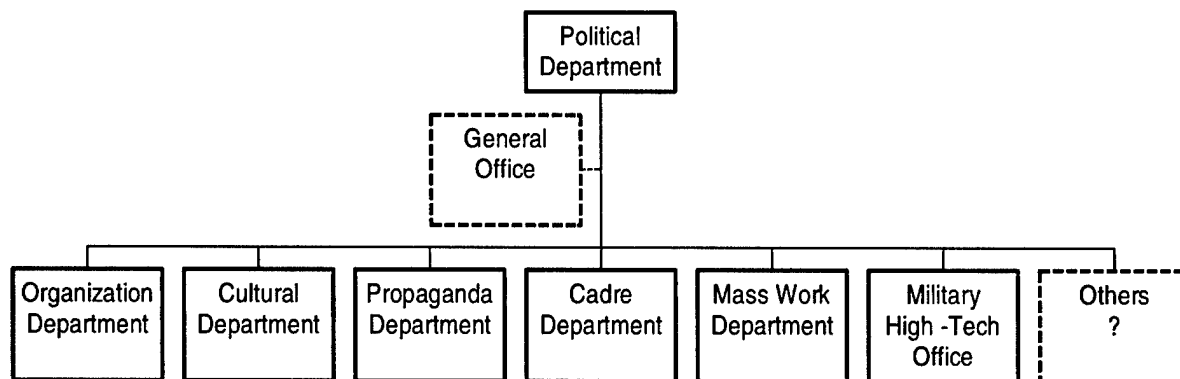 Political
Department
General
Office
Organization
Department
Cultural
Department
Propaganda
Department
Cadre
Department
Mass Work
Department
Military
High -Tech
Office
Others
?